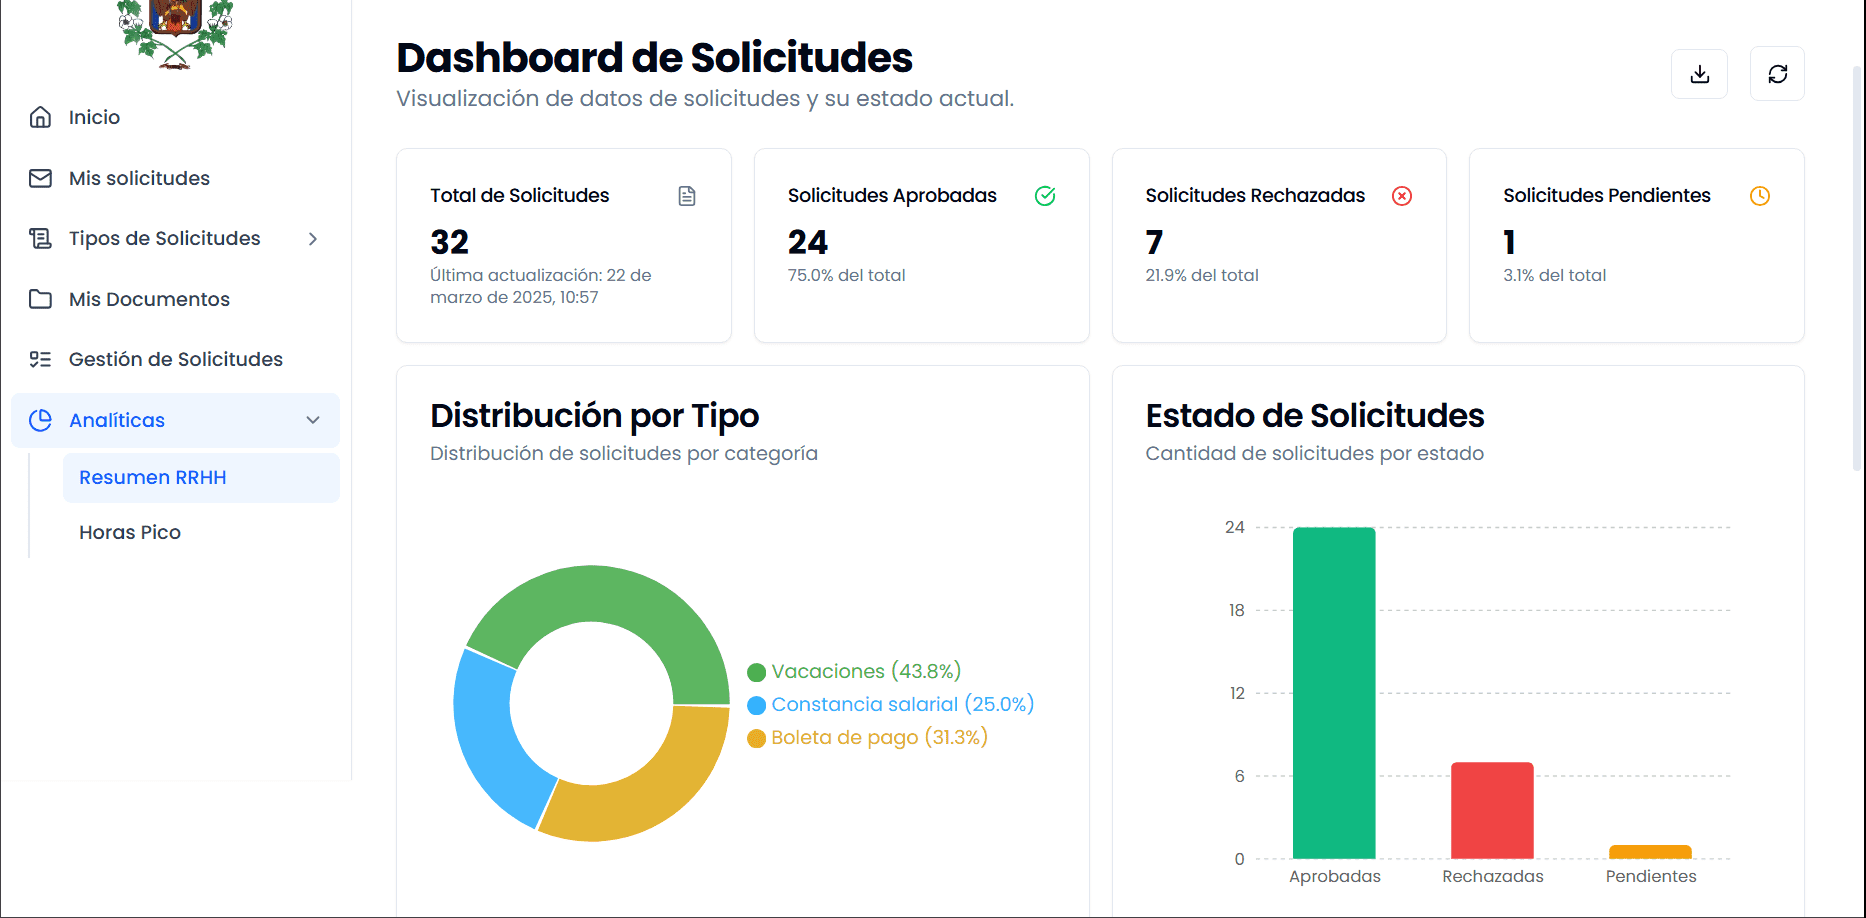 Inicio
Mis solicitudes
Tipos de Solicitudes
Mis Documentos
Gestión de Solicitudes
Analíticas
Resumen RRHH
Horas Pico
Dashboard de Solicitudes
Visualización de datos de solicitudes y su estado actual.
Total de Solicitudes
32
Última actualización: 22 de
marzo de 2025, 10:57
Solicitudes Aprobadas
24
75.0% del total
Solicitudes Rechazadas
7
21.9% del total
Solicitudes Pendientes
1
3.1% del total
Distribución por Tipo
Distribución de solicitudes por categoría
Vacaciones (43.8%)
Constancia salarial (25.0%)
Boleta de pago (31.3%)
Estado de Solicitudes
Cantidad de solicitudes por estado
24
18
12
6
0
Aprobadas
Rechazadas
Pendientes